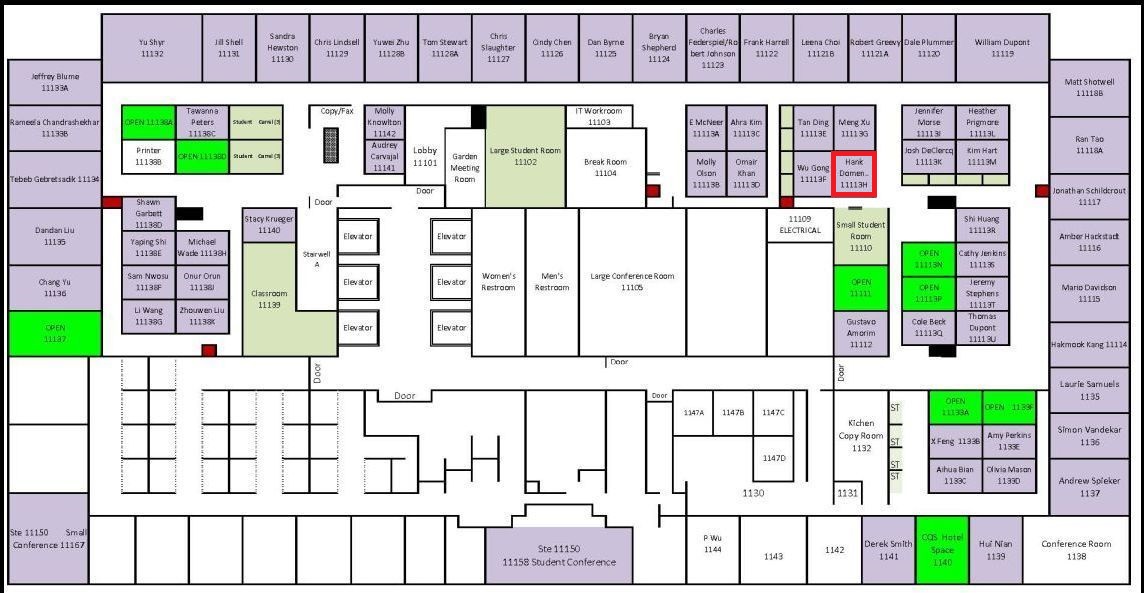 Yu Shyr
11132
Jill Shell
11131
Sandra
Hewston
11130
Chris Lindsell
11129
Yuwei Zhu
11128B
Tom Stewart
11128A
Chris
Slaughter
11127
Cindy Chen
11126
Dan Byrne
11125
Bryan
Shepherd
11124
Charles
Federspiel/Ro
bert Johnson
11123
Frank Harrell
11122
Leena Choi
11121B
Robert Greevy
11121A
Dale Plummer
11120
William Dupont
11119
Jeffrey Blume
11133A
Rameela Chandrashekhar
11133B
Tebeb Gebretsadik 11134
Dandan Liu
11135
Chang Yu
11136
OPEN
11137
OPEN 11138A
Tawanna
Peters
11138C
Student Carrel (3)
Printer
11138B
OPEN 11138D
Student Carrel (3)
Copy/Fax
Molly
Knowlton
11142
Audrey
Carvajal
11141
Lobby
11101
Garden
Meeting
Room
Large Student Room
11102
IT Workroom
11103
Break Room
11104
E McNeer
11113A
Ahra Kim
11113C
Molly
Olson
11113B
Omair
Khan
11113D
Tan Ding
11113E
Meng Xu
11113G
Wu Gong
11113F
Hank
Domen..
11113H
Jennifer
Morse
11113J
Heather
Prigmore
11113L
Josh DeClercq
11113K
Kim Hart
11113M
Matt Shotwell
11118B
Ran Tao
11118A
Jonathan Schildcrout
11117
Amber Hackstadt
11116
Mario Davidson
11115
Hakmook Kang 11114
Laurie Samuels
1135
Simon Vandekar
1136
Andrew Spieker
1137
Door
Door
Shawn
Garbett
11138D
Yaping Shi
11138E
Michael
Wade 11138H
Sam Nwosu
11138F
Onur Orun
11138J
Li Wang
11138G
Zhouwen Liu
11138K
Stacy Krueger
11140
Classroom
11139
Stairwell
A
Elevator
Elevator
Elevator
Elevator
Elevator
Elevator
Women's
Restroom
Men's
Restroom
Large Conference Room
11105
11109
ELECTRICAL
Small Student
Room
11110
OPEN
11111
Gustavo
Amorim
11112
Shi Huang
11113R
OPEN
11113N
Cathy Jenkins
11113S
OPEN
11113P
Jeremy
Stephens
11113T
Cole Beck
11113Q
Thomas
Dupont
11113U
Door
Door
Door
Door
Door
1147A
1147B
1147C
1147D
1130
Kichen
Copy Room
1132
1131
ST
ST
ST
ST
OPEN
1133A
OPEN 1139F
X Feng 1133B
Amy Perkins
1133E
Aihua Bian
1133C
Olivia Mason
1133D
Ste 11150 Small
Conference 11167
Ste 11150
11158 Student Conference
P Wu
1144
1143
1142
Derek Smith
1141
CQS Hotel
Space
1140
Hui Nian
1139
Conference Room
1138